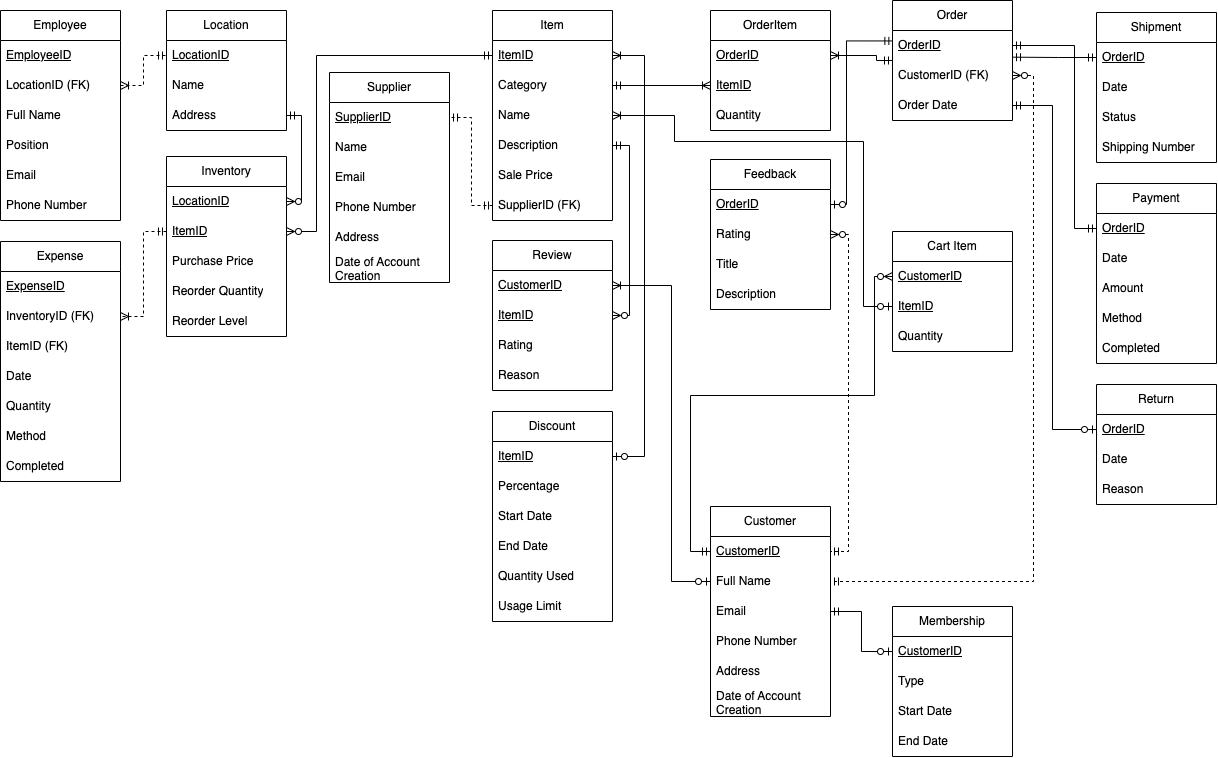 Employee
EmployeeID
LocationID (FK)
Full Name
Position
Email
Phone Number
Expense
ExpenseID
InventoryID (FK)
ItemID (FK)
Date
Quantity
Method
Completed
Location
LocationID
Name
Address
Inventory
LocationID
ItemID
Purchase Price
Reorder Quantity
Reorder Level
Supplier
SupplierID
Name
Email
Phone Number
Address
Date of Account
Creation
Item
ItemID
Category
Name
Description
Sale Price
SupplierID (FK)
Review
CustomerID
ItemID
Rating
Reason
Discount
ItemID
Percentage
Start Date
End Date
Quantity Used
Usage Limit
OrderItem
OrderID
ItemID
Quantity
Feedback
OrderID
Rating
Title
Description
Customer
CustomerID
Full Name
Email
Phone Number
Address
Date of Account
Creation
Order
OrderID
CustomerID (FK)
Order Date
Cart Item
CustomerID
ItemID
Quantity
Membership
CustomerID
Type
Start Date
End Date
Shipment
OrderID
Date
Status
Shipping Number
Payment
OrderID
Date
Amount
Method
Completed
Return
OrderID
Date
Reason